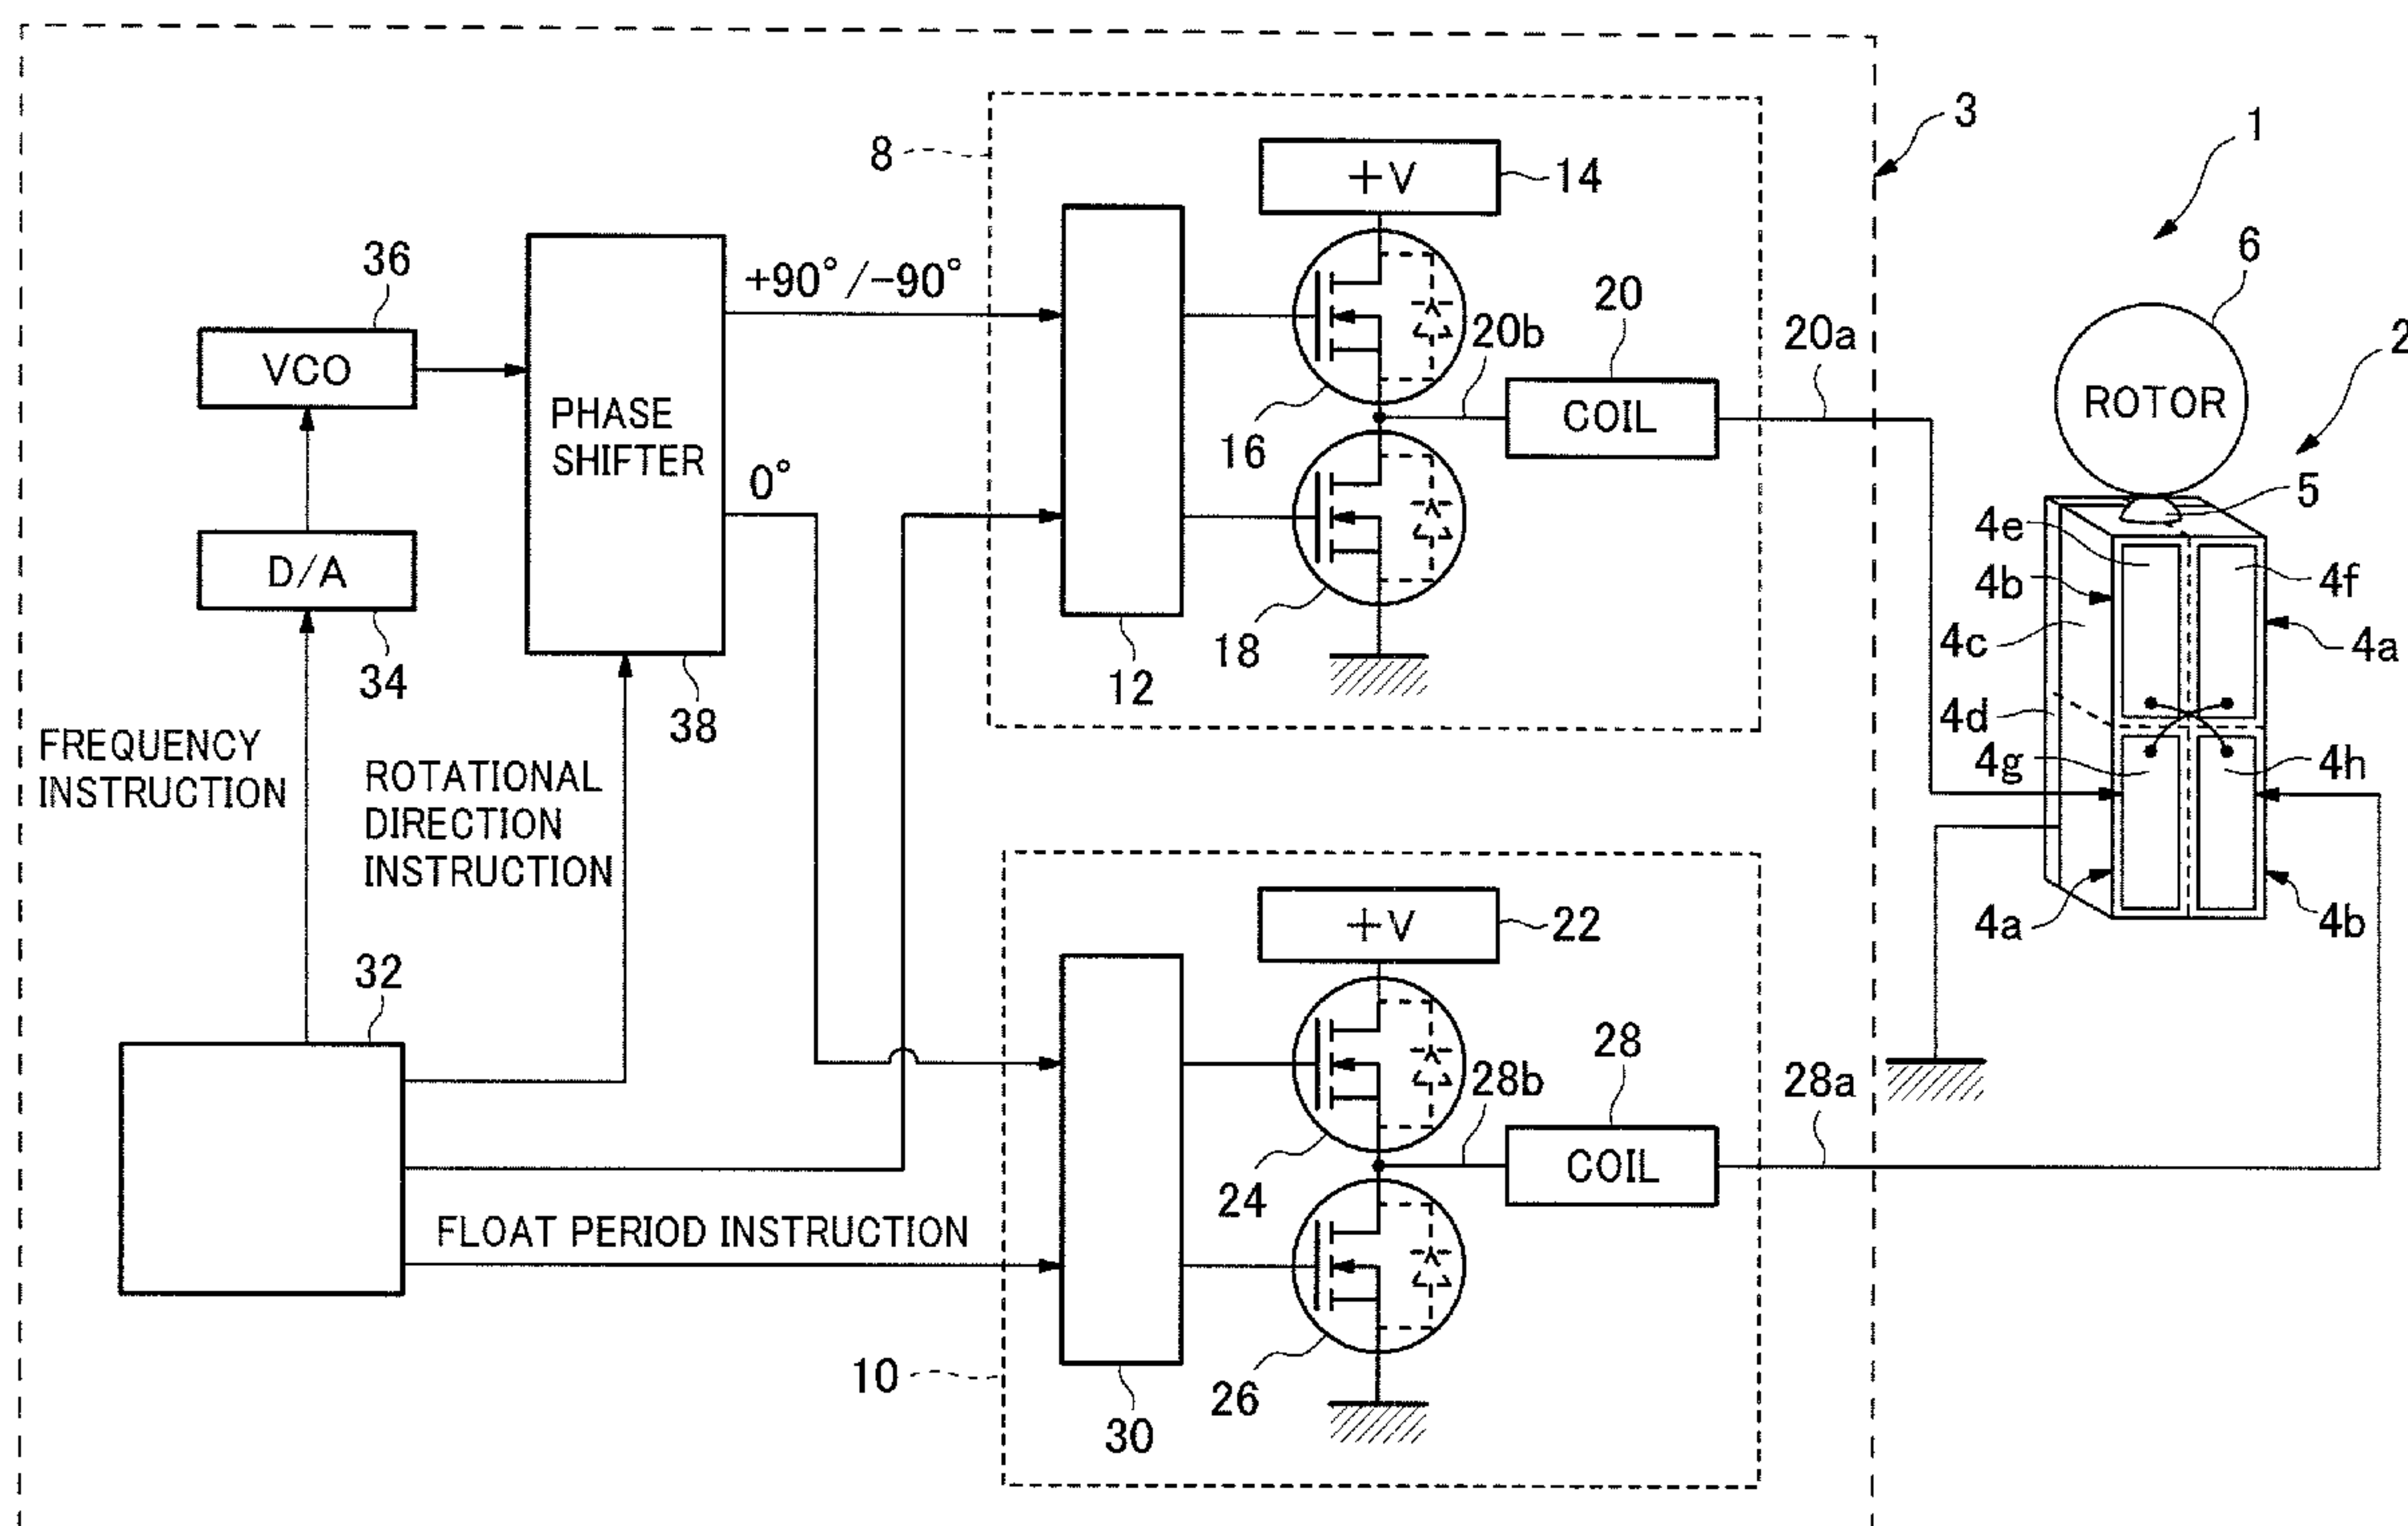 3
1
8
+V
14
6
36
+90°/-90°
20
20b
20a
2
VCO
PHASE
SHIFTER
COIL
ROTOR
16
0°
5
4e
D/A
4b
4f
18
4c
4a
34
12
38
4d
FREQUENCY
INSTRUCTION
ROTATIONAL
DIRECTION
INSTRUCTION
4g
4h
+V
22
4a
4b
32
28
28b
28a
COIL
24
FLOAT PERIOD INSTRUCTION
10
26
30